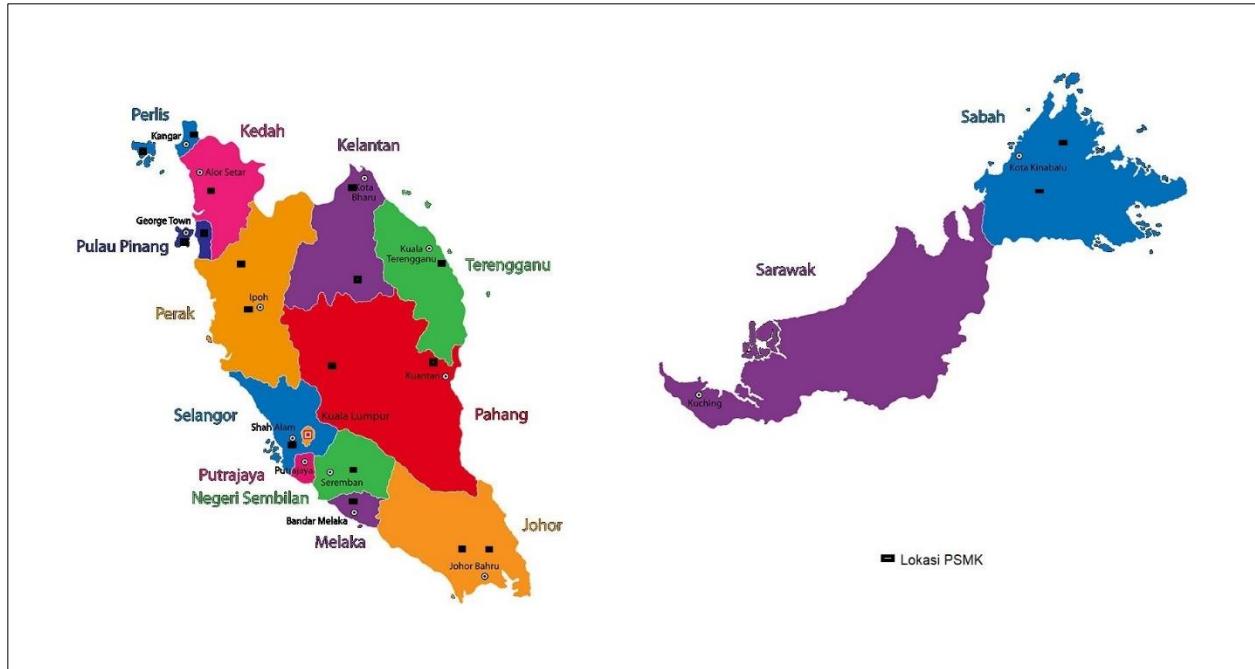 Perlis
Kangar
Kedah
Alor Setar
Kelantan
Kota
Bharu
George Town
Pulau Pinang
Kuala
Terengganu
Terengganu
Ipoh
Perak
Kuantan
Selangor
Kuala Lumpur
Pahang
Shah Alam
Putrajaya
Putrajaya
Seremban
Negeri Sembilan
Bandar Melaka
Melaka
Johor
Johor Bahru
Sabah
Kota Kinabalu
Sarawak
Kuching
Lokasi PSMK